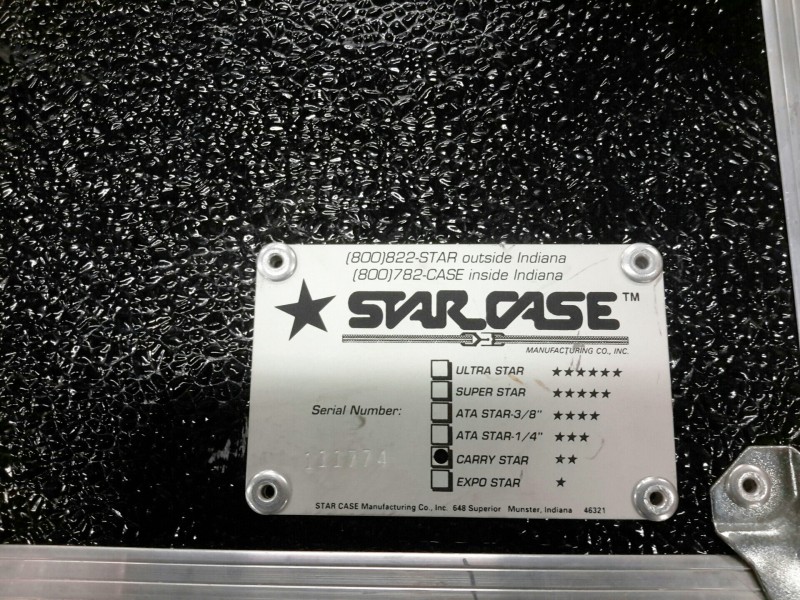 (800)822-STAR outside Indiana
(800)782-CASE inside Indiana
STAR CASE™
MANUFACTURING CO., INC.
Serial Number:
111774
ULTRA STAR ★★★★★★
SUPER STAR ★★★★★
ATA STAR-3/8" ★★★★
ATA STAR-1/4" ★★★
CARRY STAR ★★
EXPO STAR ★
STAR CASE Manufacturing Co., Inc. 648 Superior Munster, Indiana 46321